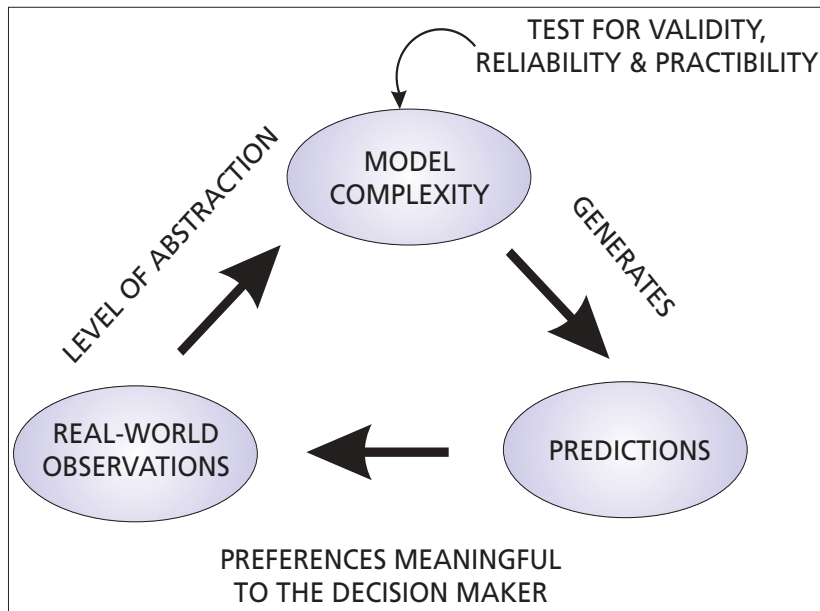 TEST FOR VALIDITY,
RELIABILITY & PRACTIBILITY
MODEL
COMPLEXITY
LEVEL OF ABSTRACTION
GENERATES
REAL-WORLD
OBSERVATIONS
PREDICTIONS
PREFERENCES MEANINGFUL
TO THE DECISION MAKER